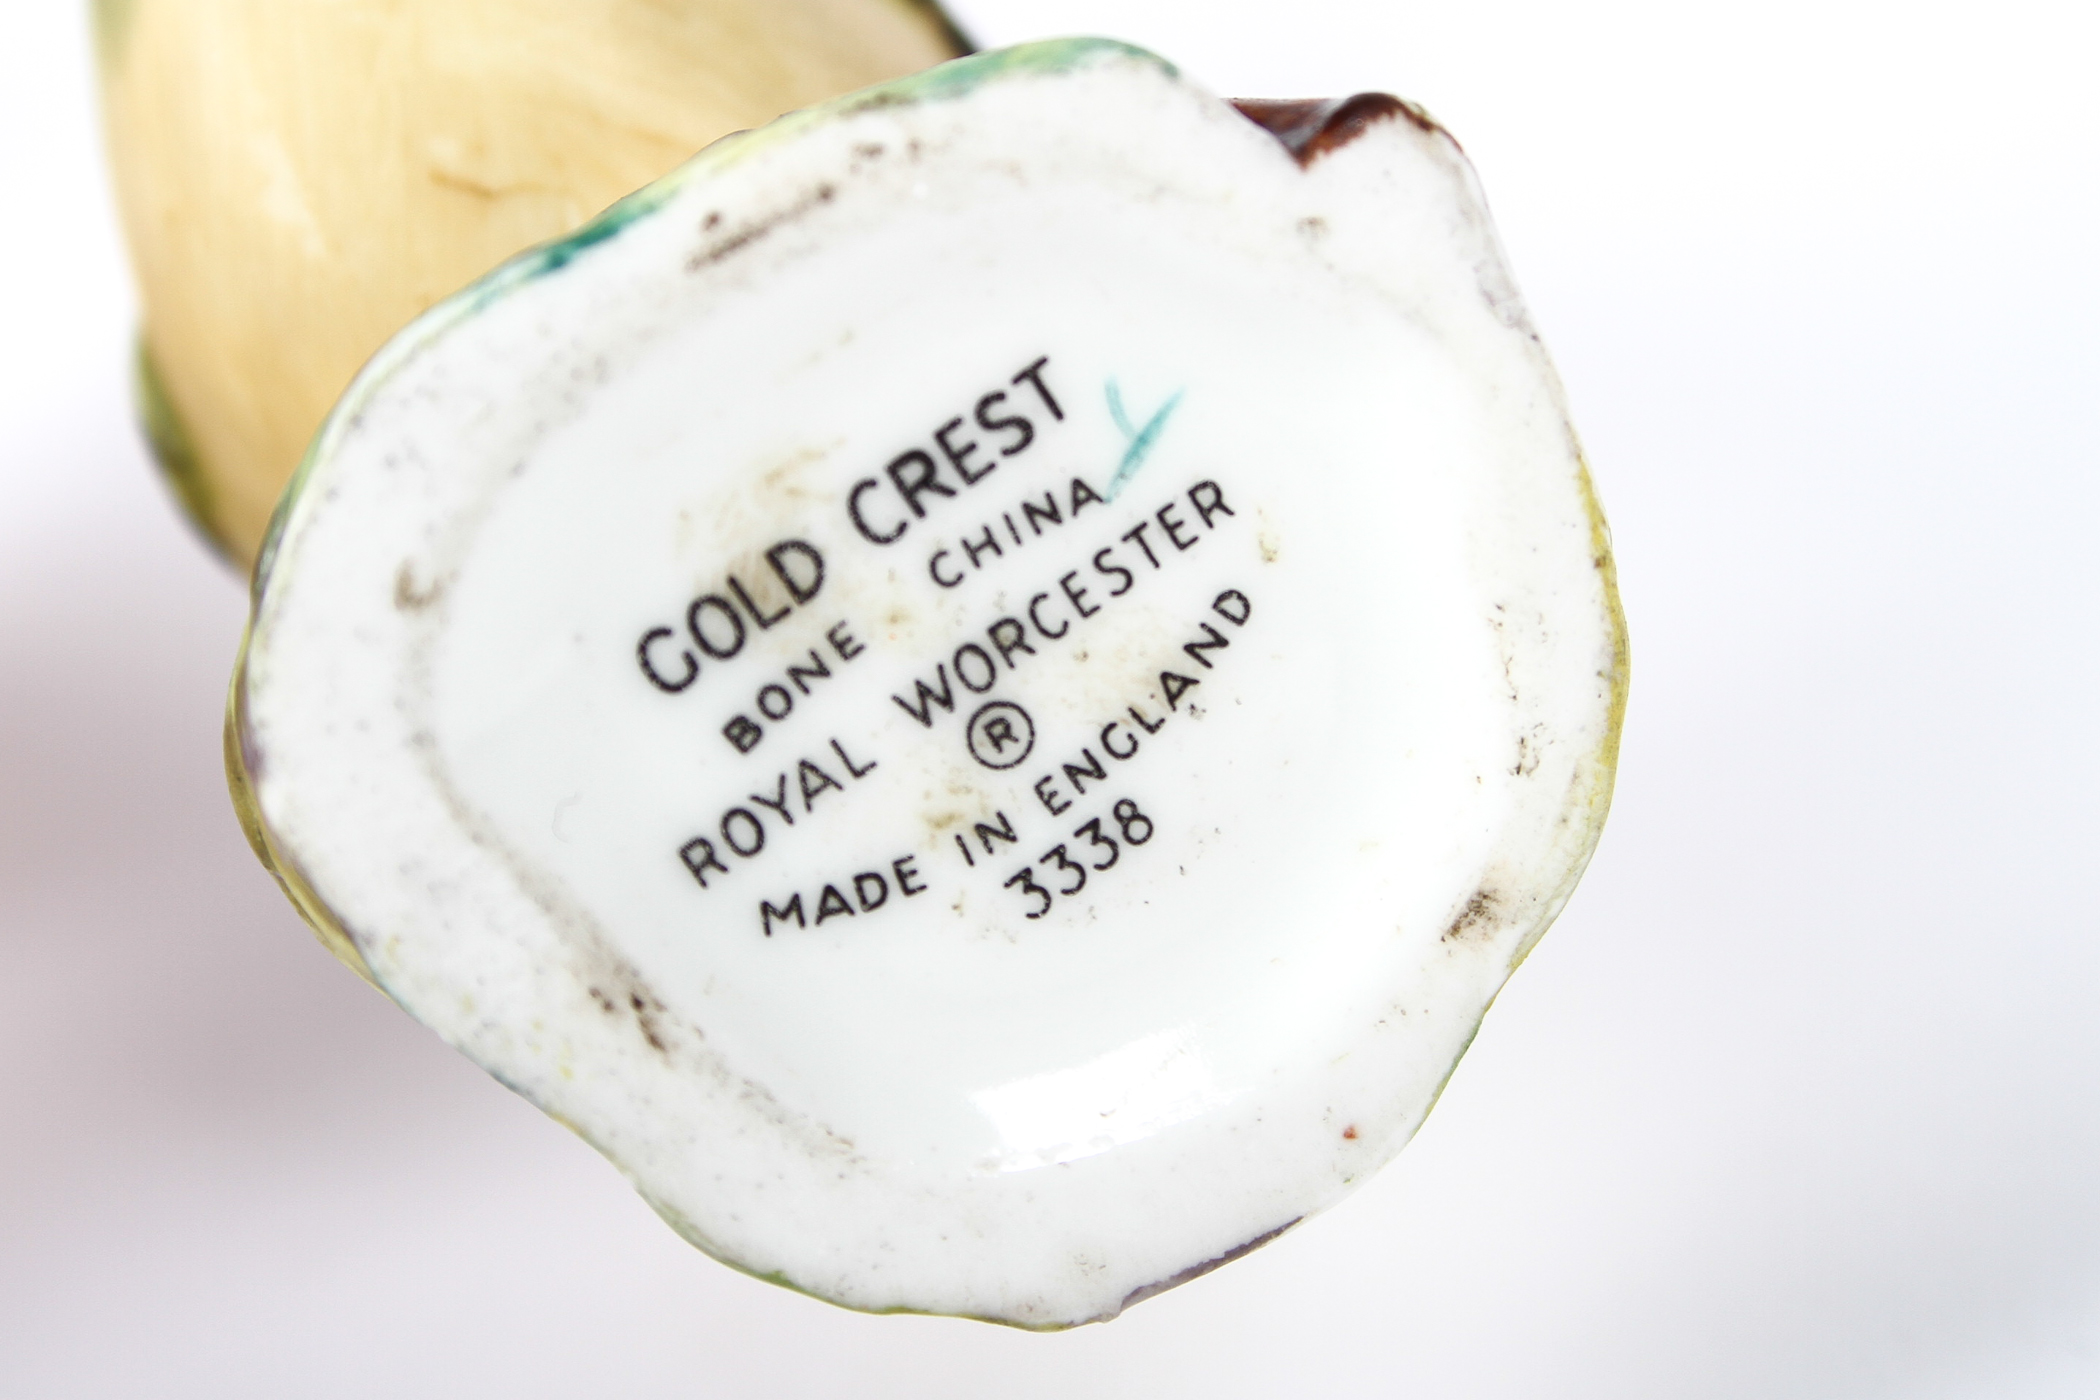 GOLD CREST
BONE CHINA
ROYAL WORCESTER
®
MADE IN ENGLAND
3338